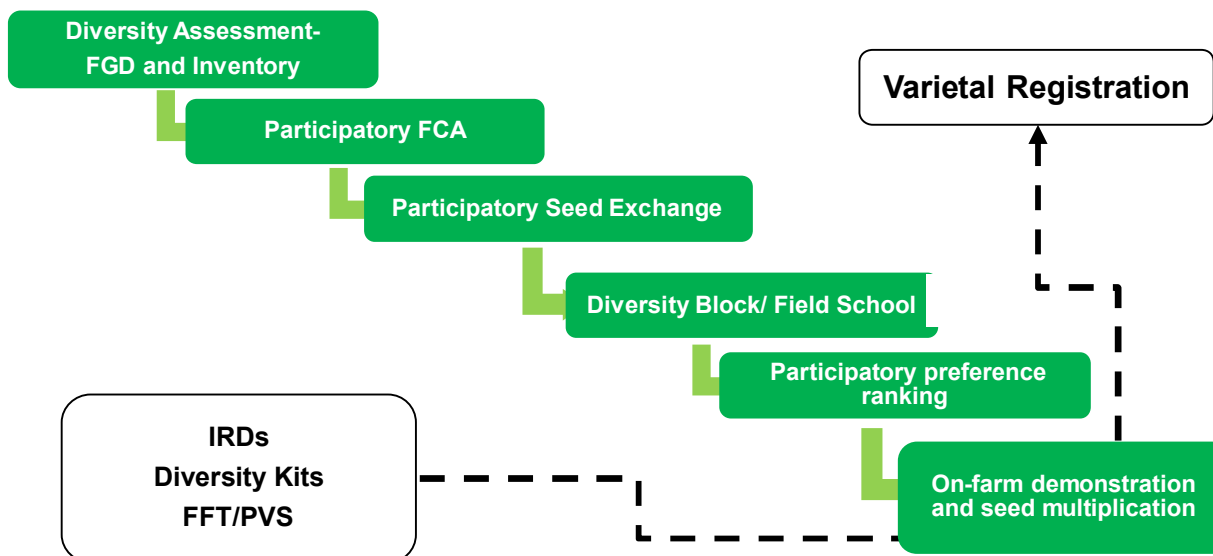 Diversity Assessment-
FGD and Inventory
Varietal Registration
Participatory FCA
Participatory Seed Exchange
Diversity Block/ Field School
Participatory preference
ranking
IRDs
Diversity Kits
FFT/PVS
On-farm demonstration
and seed multiplication